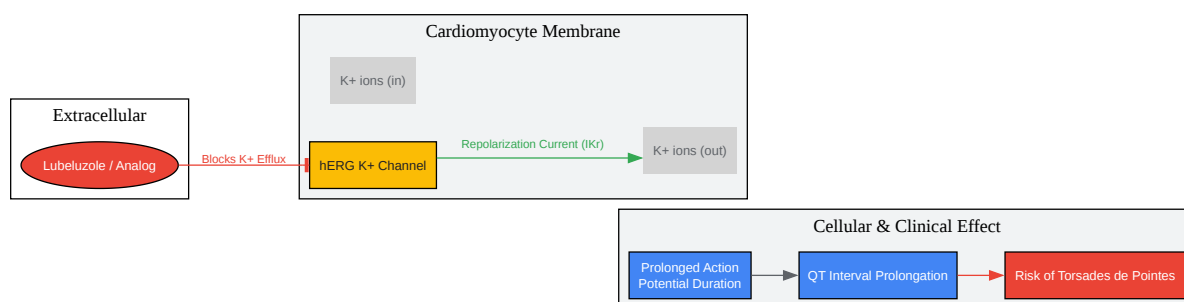 Cardiomyocyte Membrane
K+ ions (in)
Extracellular
Lubeluzole / Analog
Blocks K+ Efflux
hERG K+ Channel
Repolarization Current (IKr)
K+ ions (out)
Cellular & Clinical Effect
Prolonged Action
Potential Duration
QT Interval Prolongation
Risk of Torsades de Pointes